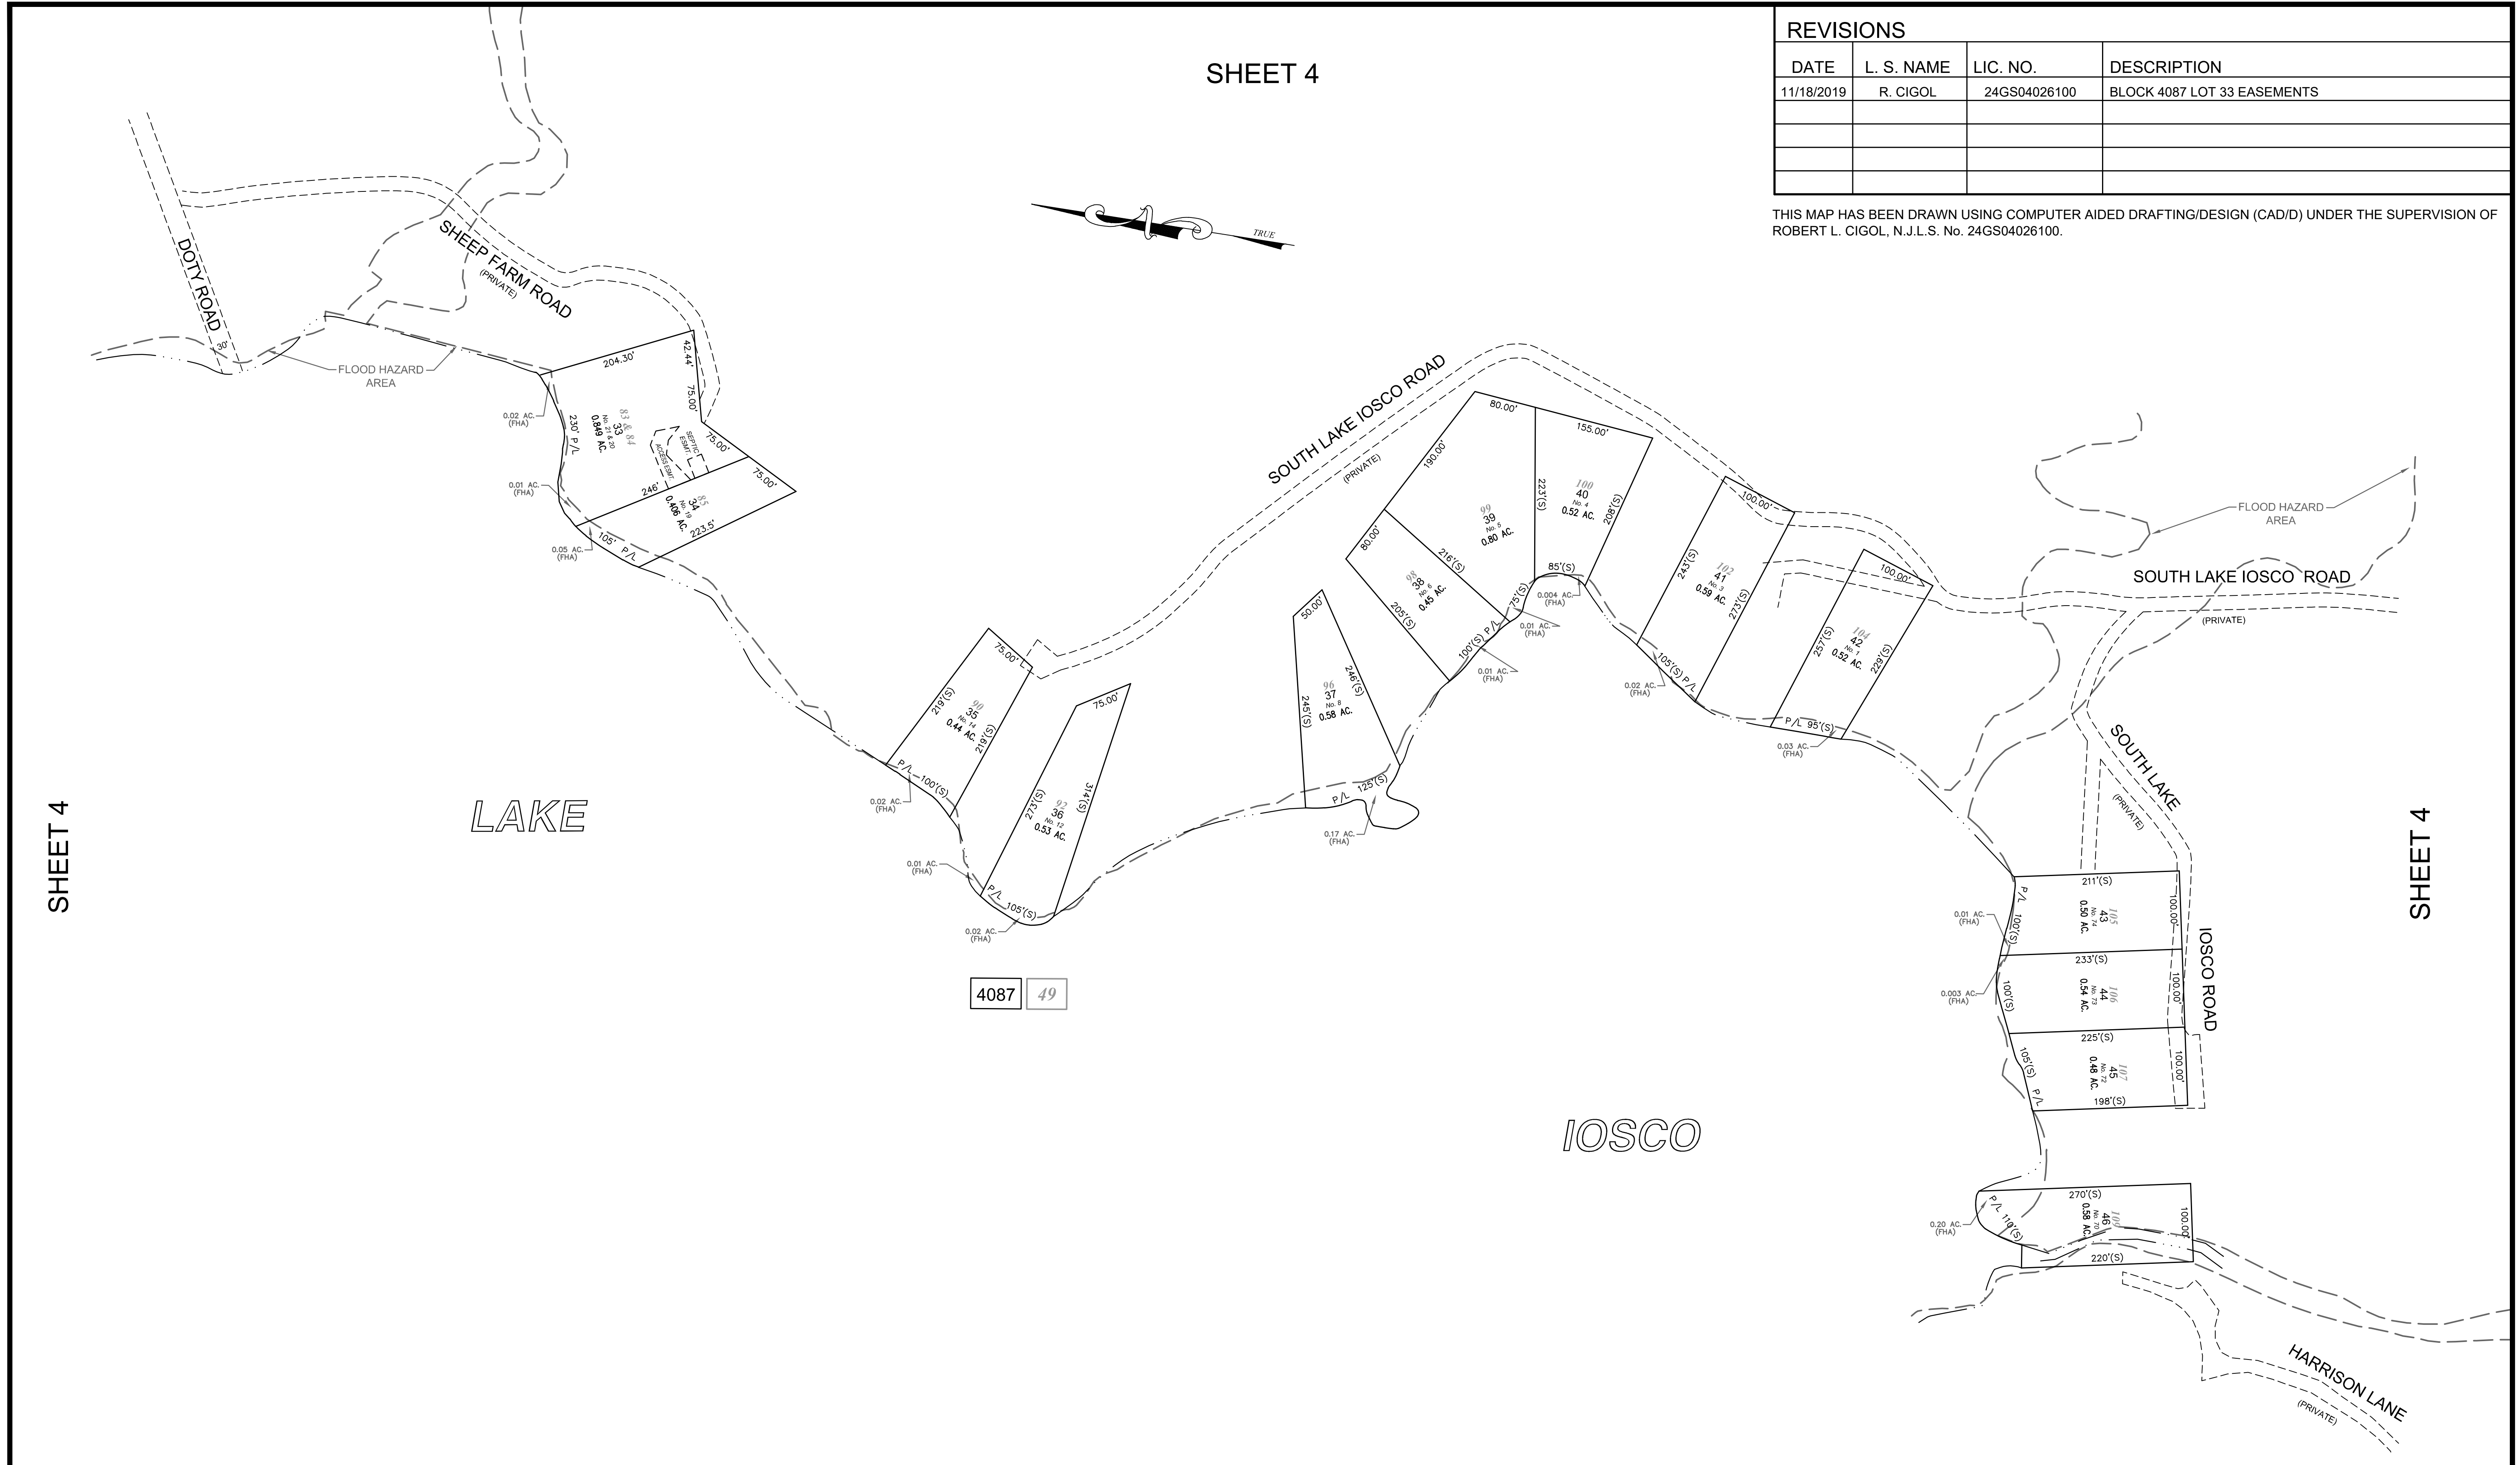 SHEET 4
REVISIONS
DATE L. S. NAME LIC. NO. DESCRIPTION
11/18/2019 R. CIGOL 24GS04026100 BLOCK 4087 LOT 33 EASEMENTS
THIS MAP HAS BEEN DRAWN USING COMPUTER AIDED DRAFTING/DESIGN (CAD/D) UNDER THE SUPERVISION OF
ROBERT L. CIGOL, N.J.L.S. No. 24GS04026100.
N
TRUE
DOTY ROAD
30'
SHEEP FARM ROAD
(PRIVATE)
FLOOD HAZARD
AREA
204.30'
42.44'
75.00'
75.00'
75.00'
0.02 AC.
(FHA)
230' P/L
83 & 84
33
No. 21 & 20
0.849 AC.
SEPTIC
ESMT.
ACCESS ESMT.
0.01 AC.
(FHA)
246'
85
34
No. 19
0.406 AC.
223.5'
105' P/L
0.05 AC.
(FHA)
SOUTH LAKE IOSCO ROAD
(PRIVATE)
75.00'
219'(S)
90
35
No. 14
0.44 AC.
219'(S)
P/L 100'(S)
0.02 AC.
(FHA)
75.00'
273'(S)
92
36
No. 12
0.53 AC.
314'(S)
P/L 105'(S)
0.01 AC.
(FHA)
0.02 AC.
(FHA)
50.00'
245'(S)
96
37
No. 8
0.58 AC.
246'(S)
P/L 125'(S)
0.17 AC.
(FHA)
80.00'
205'(S)
98
38
No. 6
0.45 AC.
216'(S)
100'(S) P/L
0.01 AC.
(FHA)
190.00'
80.00'
99
39
No. 5
0.80 AC.
223'(S)
75'(S)
0.01 AC.
(FHA)
155.00'
100
40
No. 4
0.52 AC.
208'(S)
85'(S)
0.004 AC.
(FHA)
100.00'
243'(S)
102
41
No. 3
0.59 AC.
273'(S)
105'(S) P/L
0.02 AC.
(FHA)
100.00'
257'(S)
104
42
No. 1
0.52 AC.
229'(S)
P/L 95'(S)
0.03 AC.
(FHA)
FLOOD HAZARD
AREA
SOUTH LAKE IOSCO ROAD
(PRIVATE)
SOUTH LAKE
(PRIVATE)
IOSCO ROAD
SHEET 4
LAKE
SHEET 4
211'(S)
P/L 100'(S)
105
43
No. 74
0.50 AC.
100.00'
0.01 AC.
(FHA)
233'(S)
100'(S)
106
44
No. 73
0.54 AC.
100.00'
0.003 AC.
(FHA)
225'(S)
105'(S) P/L
107
45
No. 72
0.48 AC.
100.00'
198'(S)
4087 49
IOSCO
270'(S)
P/L 110'(S)
109
46
No. 70
0.58 AC.
100.00'
220'(S)
0.20 AC.
(FHA)
HARRISON LANE
(PRIVATE)